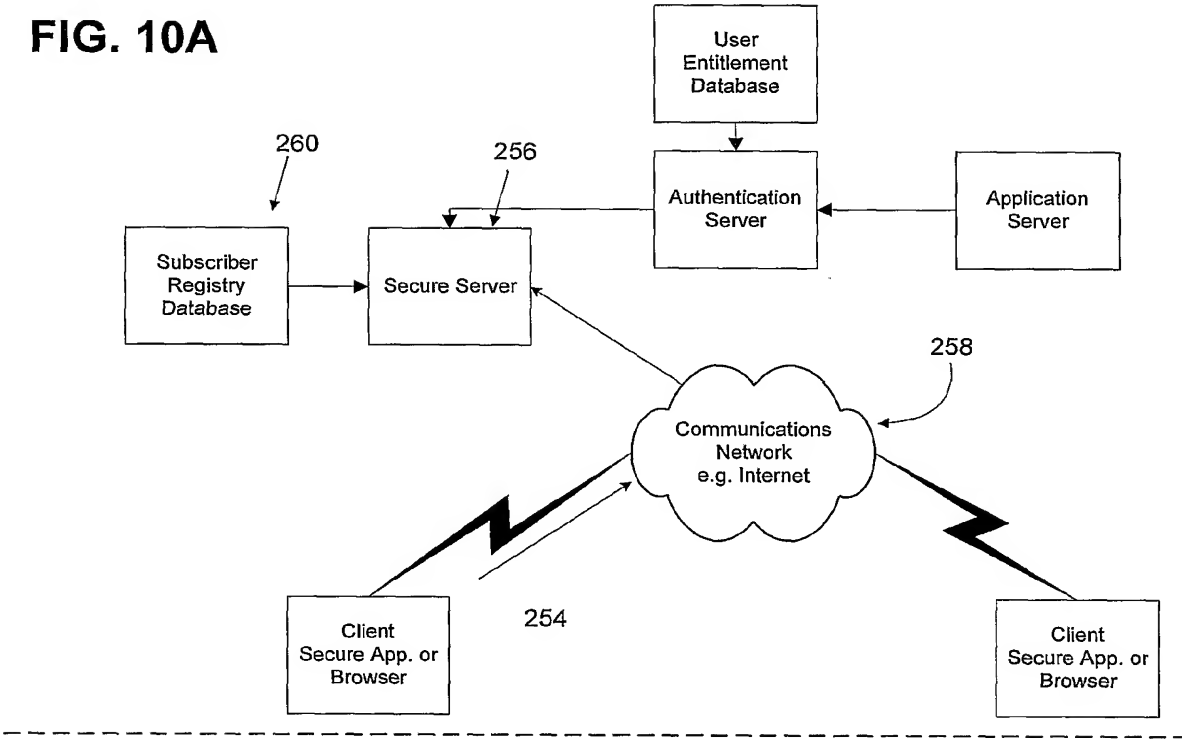 FIG. 10A
User
Entitlement
Database
260
256
Authentication
Server
Application
Server
Subscriber
Registry
Database
Secure Server
258
Communications
Network
e.g. Internet
254
Client
Secure App. or
Browser
Client
Secure App. or
Browser